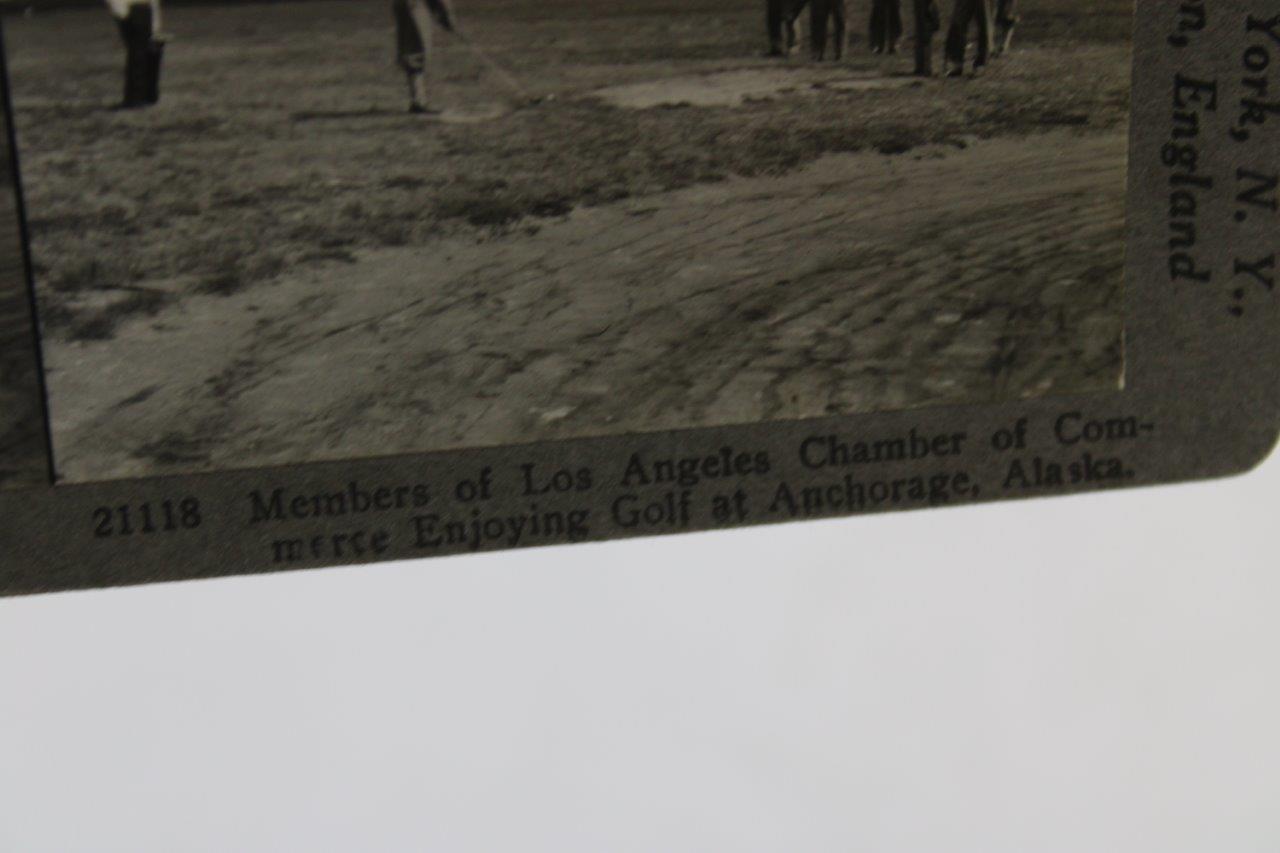 21118 Members of Los Angeles Chamber of Com-
merce Enjoying Golf at Anchorage, Alaska.
York, N. Y.,
n, England